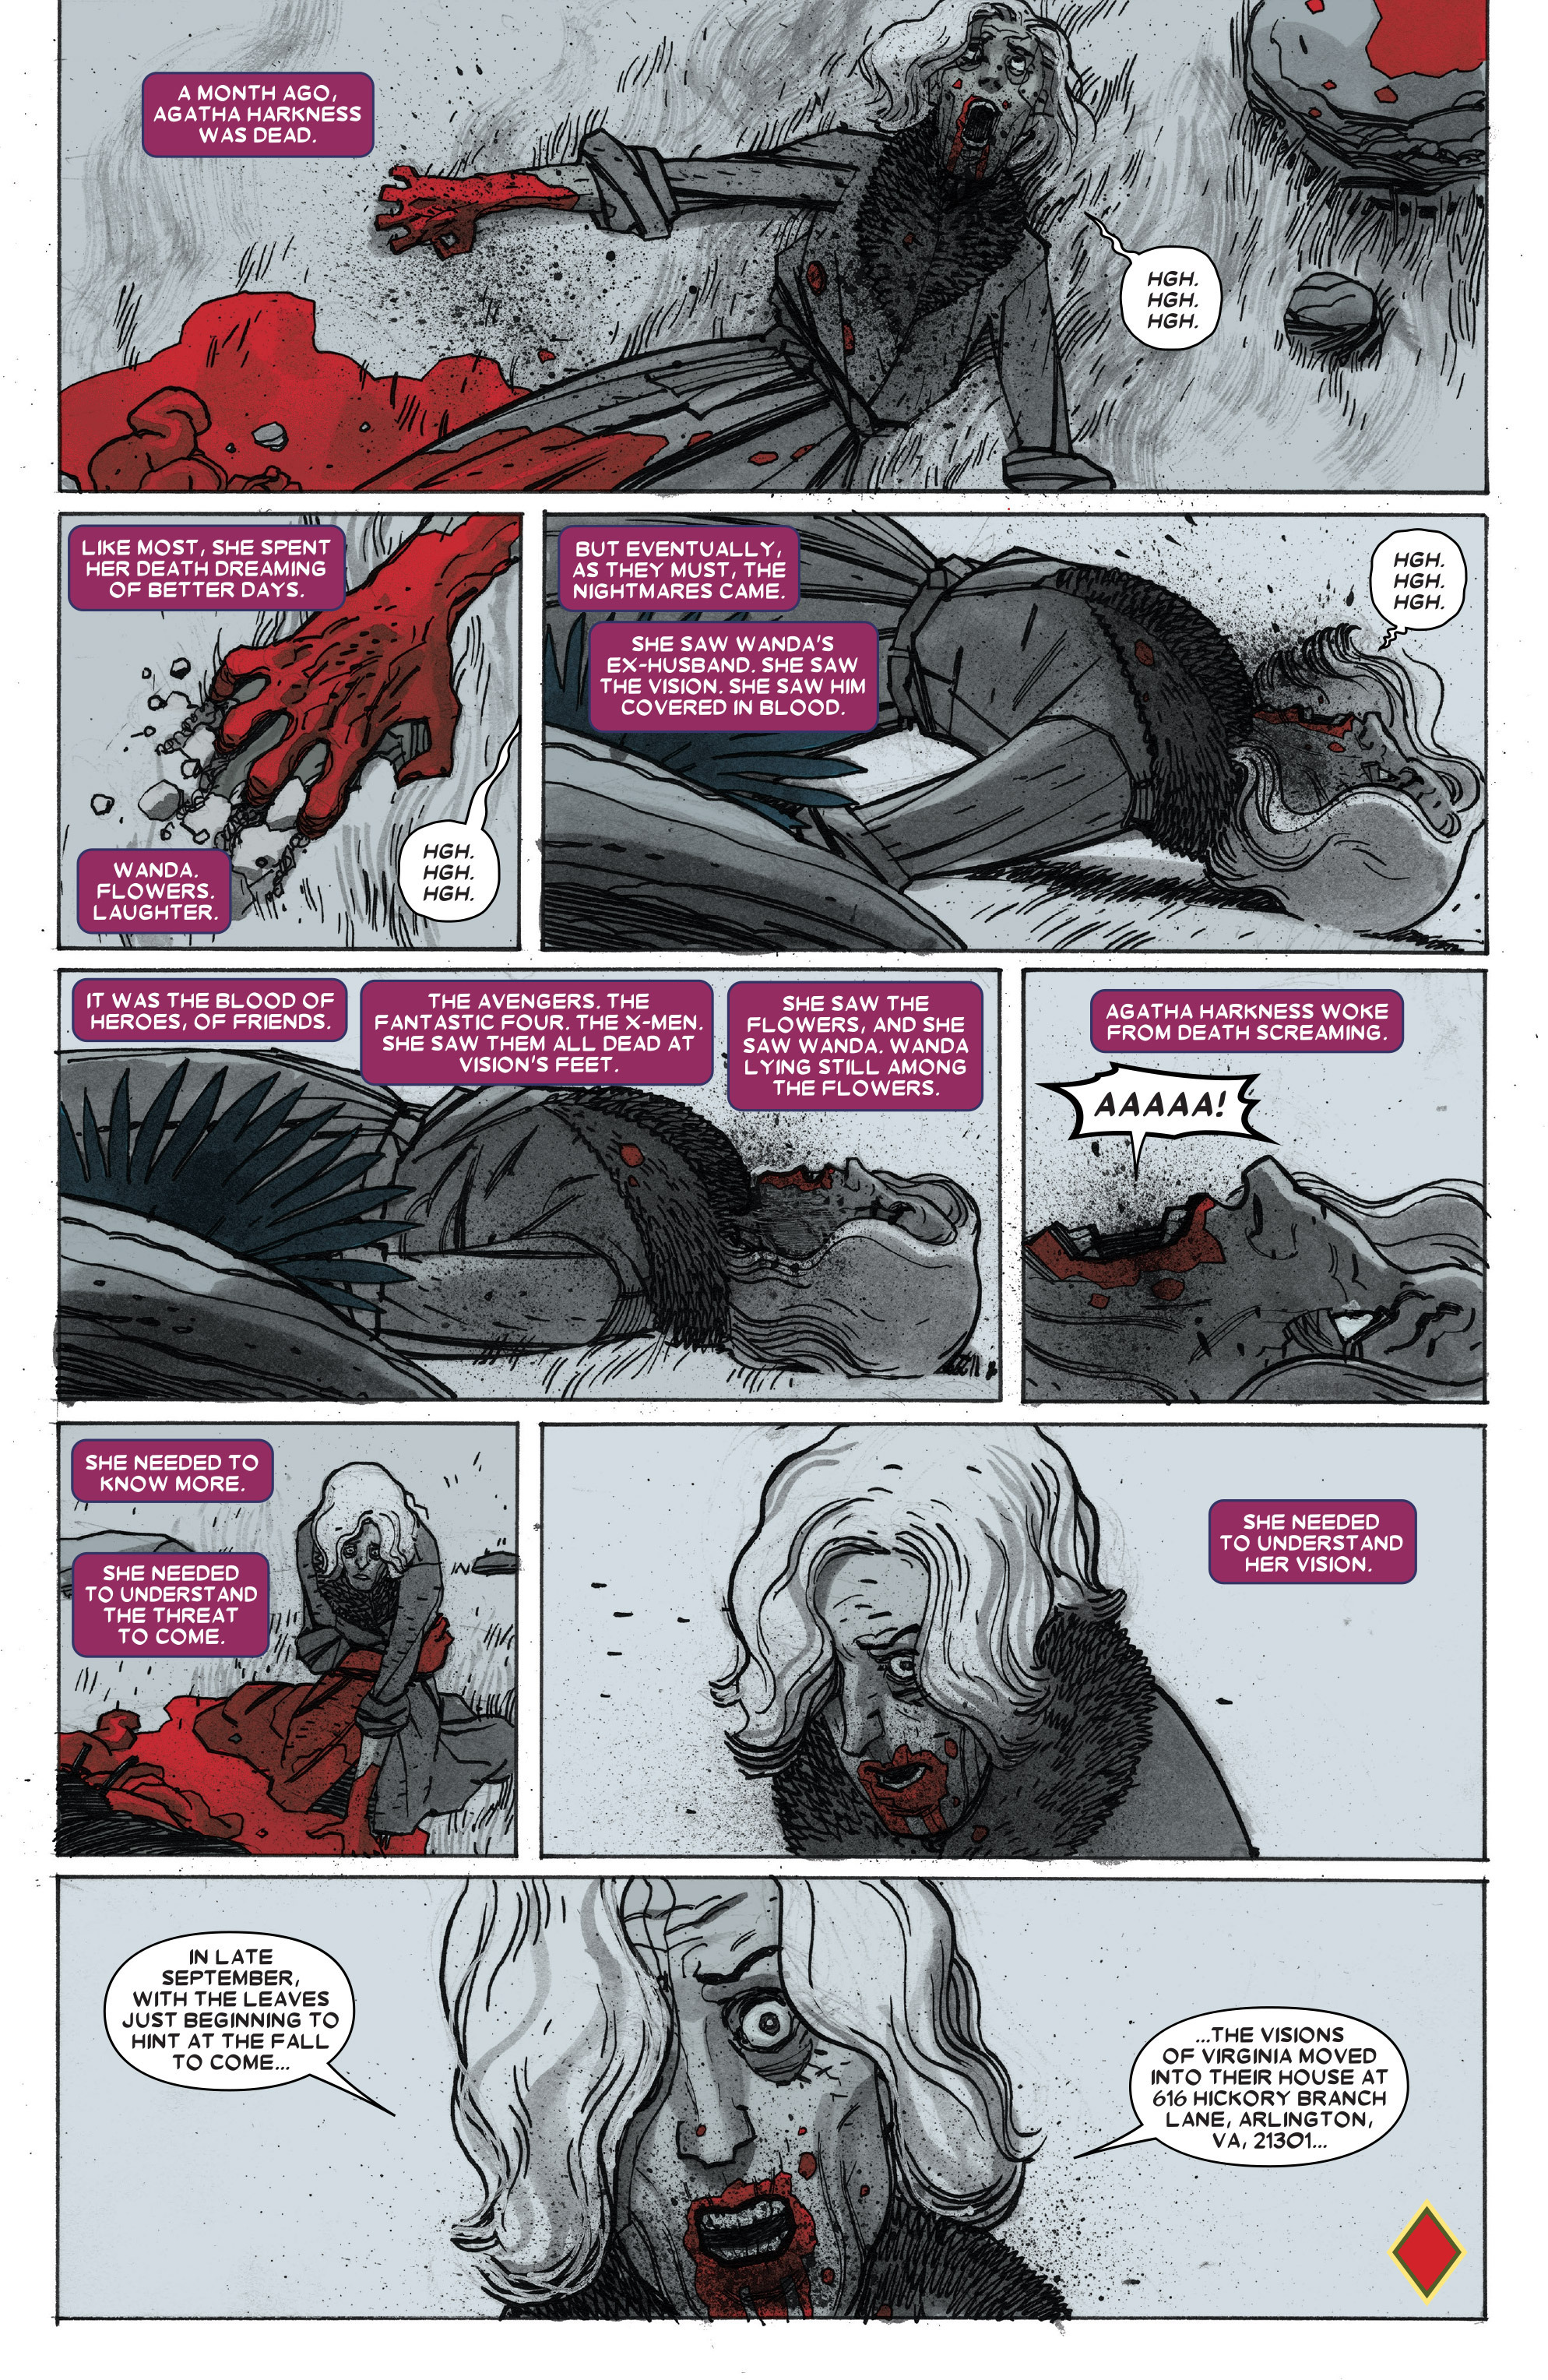 A MONTH AGO,
AGATHA HARKNESS
WAS DEAD.
HGH.
HGH.
HGH.
LIKE MOST, SHE SPENT
HER DEATH DREAMING
OF BETTER DAYS.
WANDA.
FLOWERS.
LAUGHTER.
HGH.
HGH.
HGH.
BUT EVENTUALLY,
AS THEY MUST, THE
NIGHTMARES CAME.
SHE SAW WANDA'S
EX-HUSBAND. SHE SAW
THE VISION. SHE SAW HIM
COVERED IN BLOOD.
HGH.
HGH.
HGH.
IT WAS THE BLOOD OF
HEROES, OF FRIENDS.
THE AVENGERS. THE
FANTASTIC FOUR. THE X-MEN.
SHE SAW THEM ALL DEAD AT
VISION'S FEET.
SHE SAW THE
FLOWERS, AND SHE
SAW WANDA. WANDA
LYING STILL AMONG
THE FLOWERS.
AGATHA HARKNESS WOKE
FROM DEATH SCREAMING.
AAAAA!
SHE NEEDED TO
KNOW MORE.
SHE NEEDED
TO UNDERSTAND
THE THREAT
TO COME.
SHE NEEDED
TO UNDERSTAND
HER VISION.
IN LATE
SEPTEMBER,
WITH THE LEAVES
JUST BEGINNING TO
HINT AT THE FALL
TO COME...
...THE VISIONS
OF VIRGINIA MOVED
INTO THEIR HOUSE AT
616 HICKORY BRANCH
LANE, ARLINGTON,
VA, 21301...